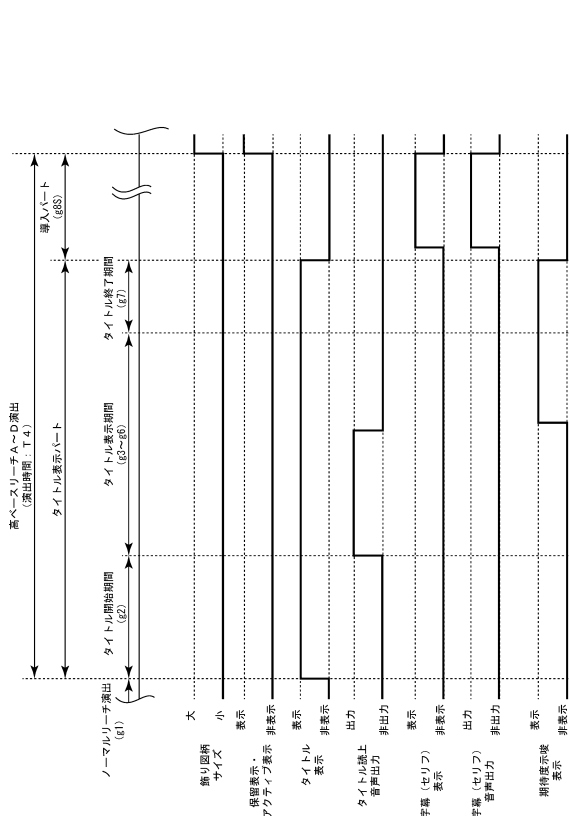 高ベースリーチA～D演出
(演出時間：T4)
タイトル表示パート
導入パート
(g8S)
ノーマルリーチ演出
(g1)
タイトル開始期間
(g2)
タイトル表示期間
(g3～g6)
タイトル終了期間
(g7)
飾り図柄
サイズ
大
小
保留表示・
アクティブ表示
表示
非表示
タイトル
表示
表示
非表示
タイトル読上
音声出力
出力
非出力
字幕（セリフ）
表示
表示
非表示
字幕（セリフ）
音声出力
出力
非出力
期待度示唆
表示
表示
非表示